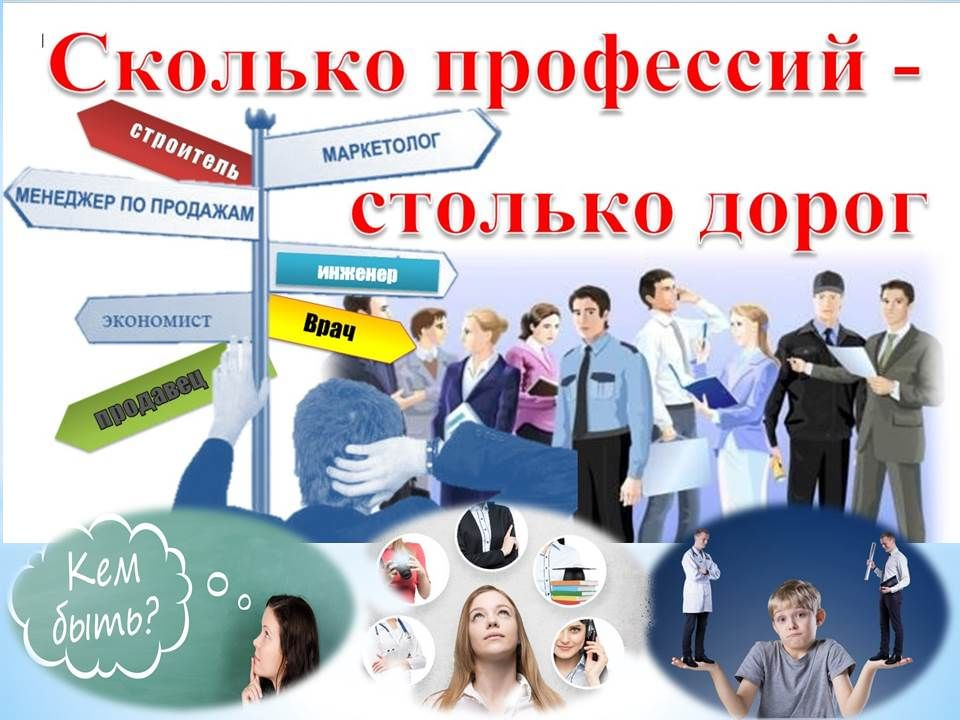 Сколько профессий -
столько дорог
строитель
МАРКЕТОЛОГ
МЕНЕДЖЕР ПО ПРОДАЖАМ
инженер
ЭКОНОМИСТ
Врач
продавец
Кем
быть?